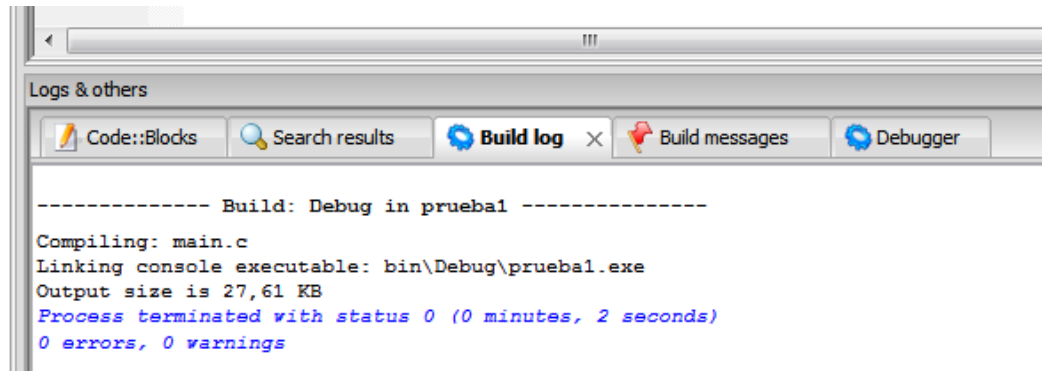 Logs & others
Code::Blocks Search results Build log Build messages Debugger
-------------- Build: Debug in prueba1 ---------------
Compiling: main.c
Linking console executable: bin\Debug\prueba1.exe
Output size is 27,61 KB
Process terminated with status 0 (0 minutes, 2 seconds)
0 errors, 0 warnings